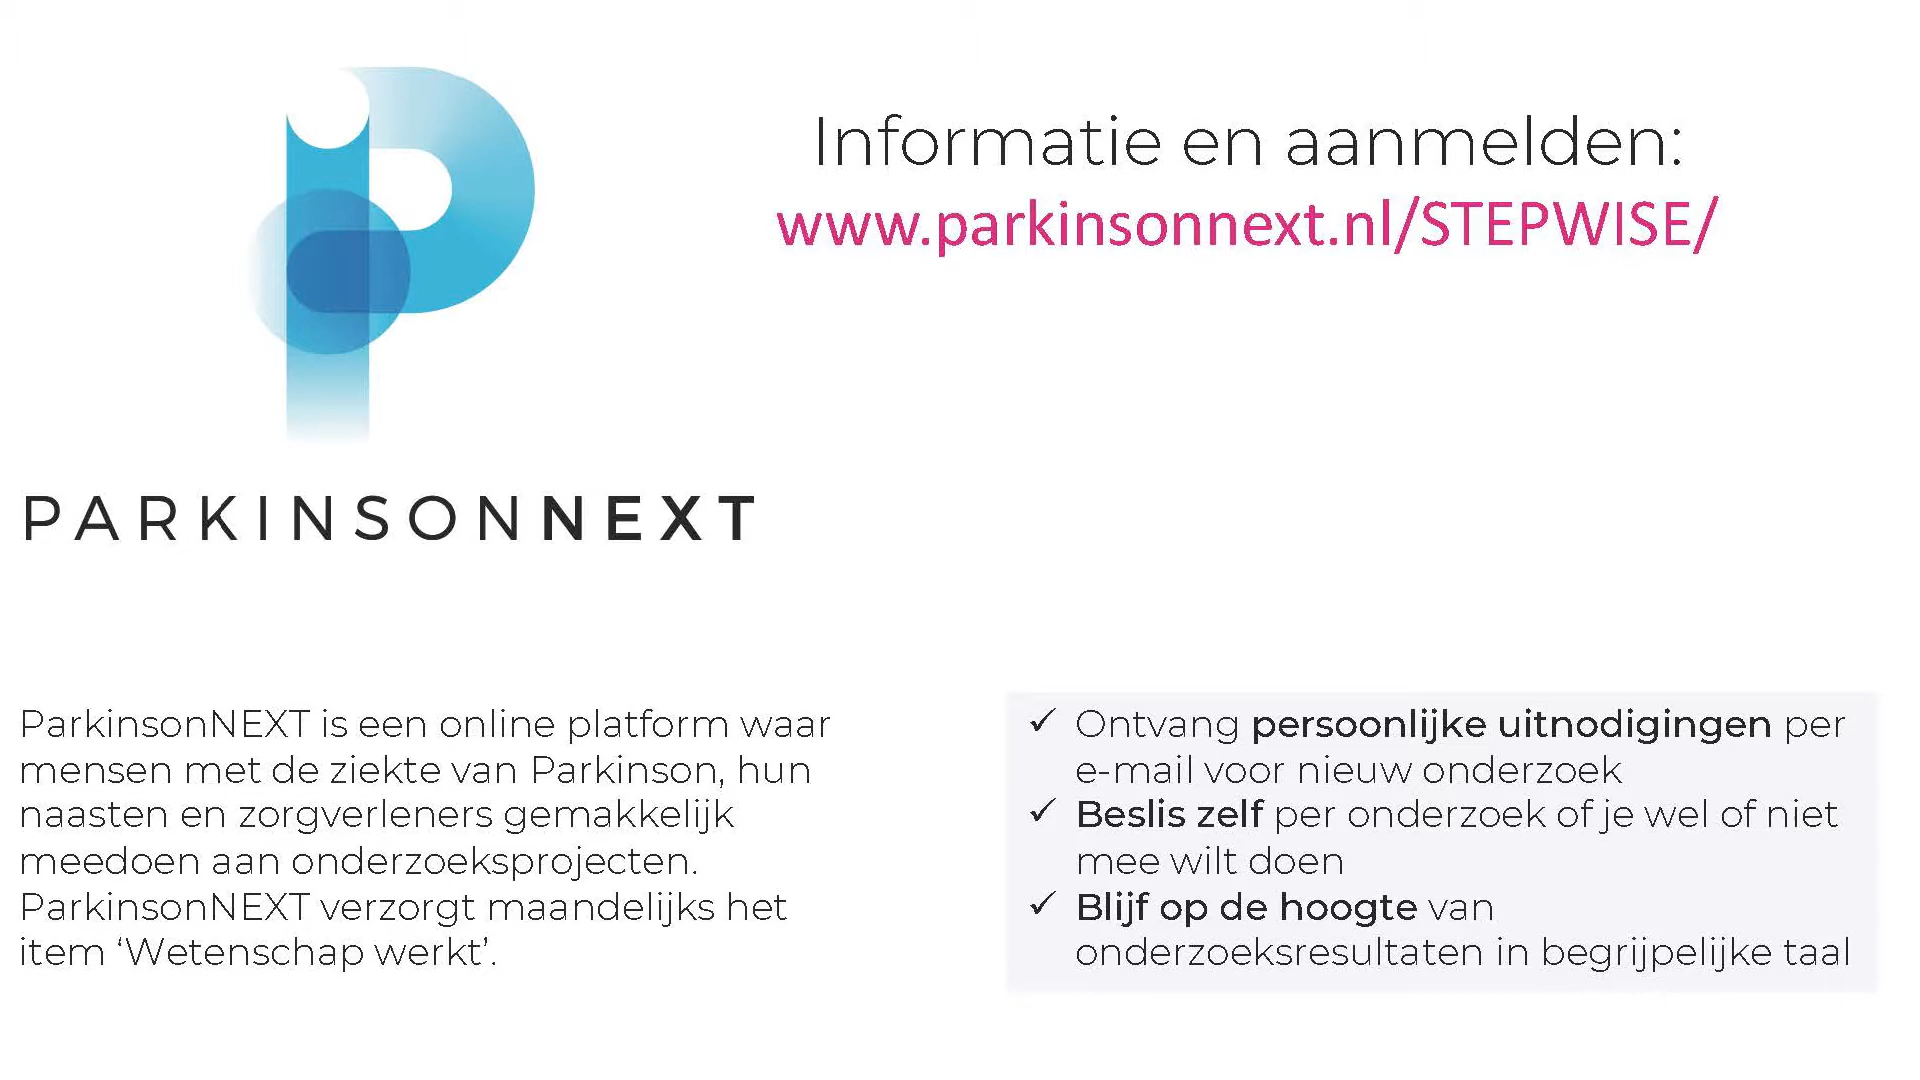 Informatie en aanmelden:
www.parkinsonnext.nl/STEPWISE/
PARKINSONNEXT
ParkinsonNEXT is een online platform waar
mensen met de ziekte van Parkinson, hun
naasten en zorgverleners gemakkelijk
meedoen aan onderzoeksprojecten.
ParkinsonNEXT verzorgt maandelijks het
item ‘Wetenschap werkt’.
✓ Ontvang persoonlijke uitnodigingen per
e-mail voor nieuw onderzoek
✓ Beslis zelf per onderzoek of je wel of niet
mee wilt doen
✓ Blijf op de hoogte van
onderzoeksresultaten in begrijpelijke taal